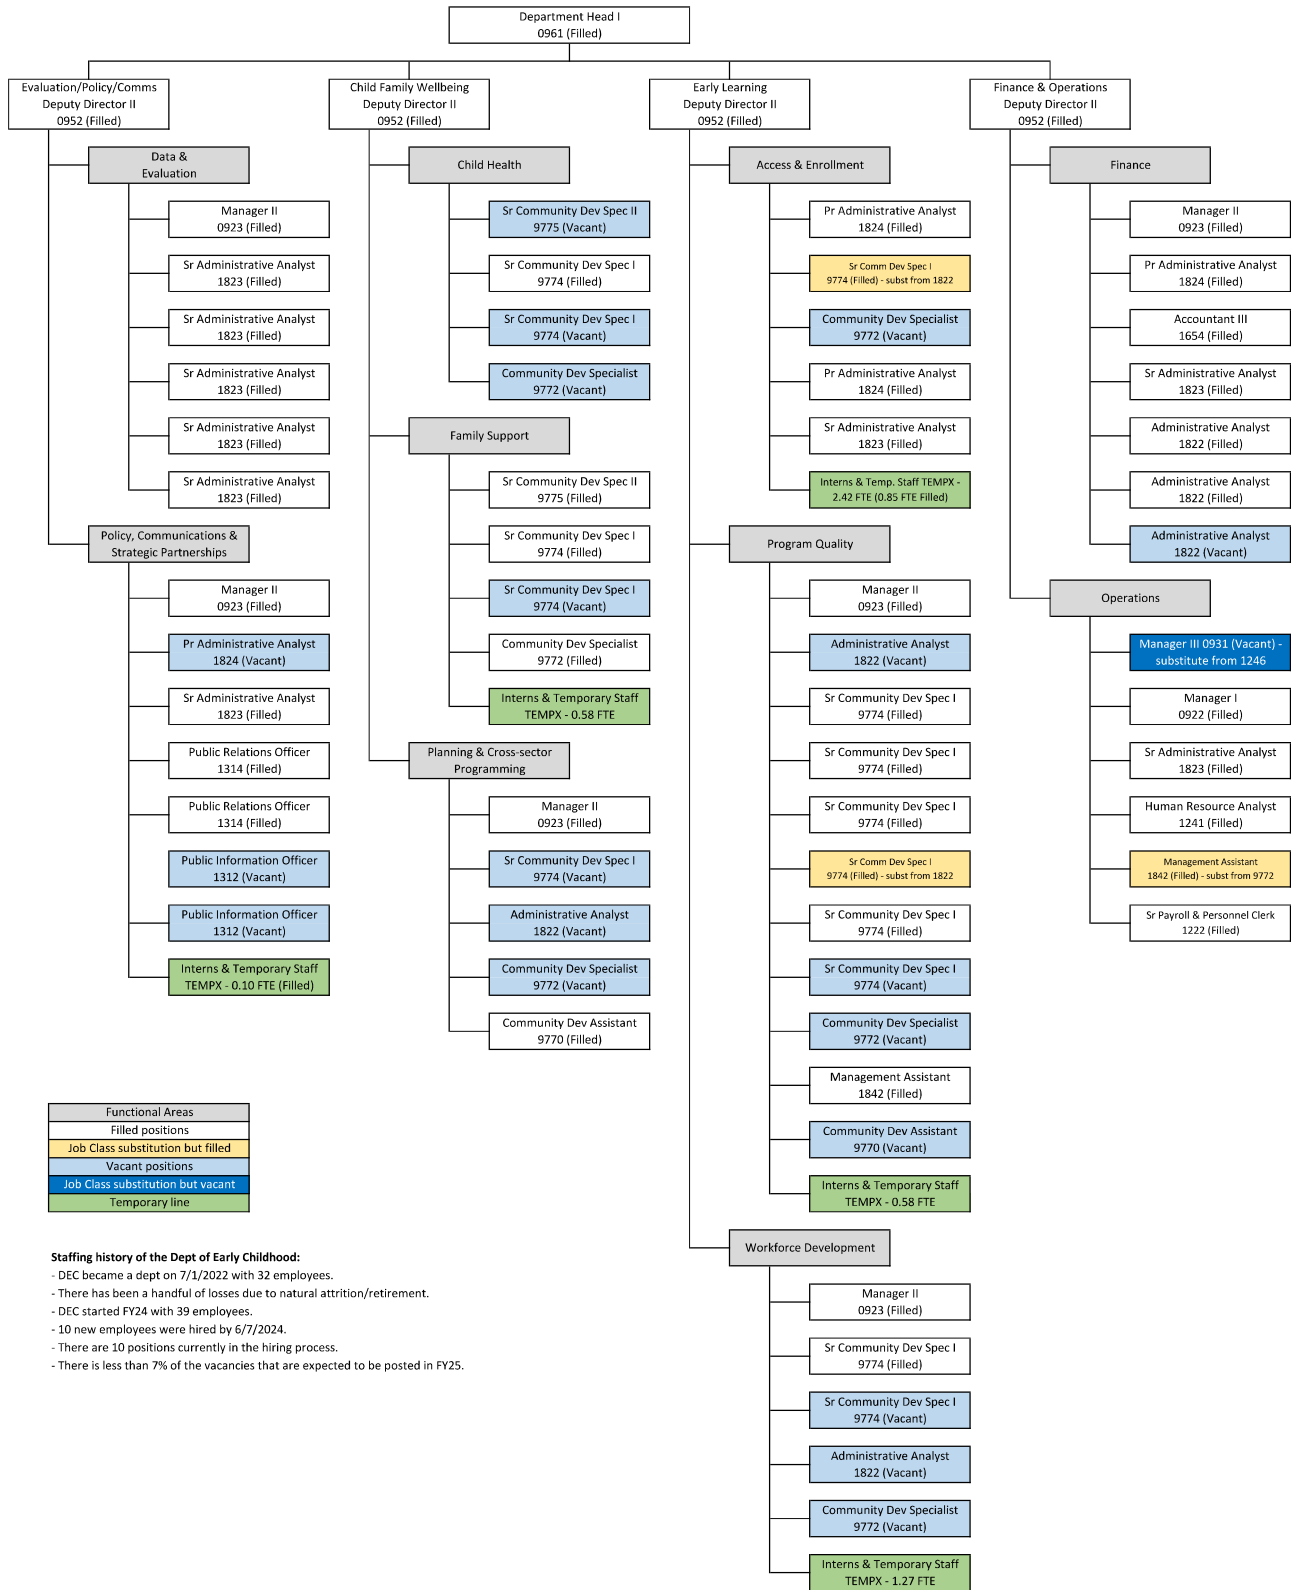 Department Head I
0961 (Filled)
Evaluation/Policy/Comms
Deputy Director II
0952 (Filled)
Data &
Evaluation
Manager II
0923 (Filled)
Sr Administrative Analyst
1823 (Filled)
Sr Administrative Analyst
1823 (Filled)
Sr Administrative Analyst
1823 (Filled)
Sr Administrative Analyst
1823 (Filled)
Sr Administrative Analyst
1823 (Filled)
Policy, Communications &
Strategic Partnerships
Manager II
0923 (Filled)
Pr Administrative Analyst
1824 (Vacant)
Sr Administrative Analyst
1823 (Filled)
Public Relations Officer
1314 (Filled)
Public Relations Officer
1314 (Filled)
Public Information Officer
1312 (Vacant)
Public Information Officer
1312 (Vacant)
Interns & Temporary Staff
TEMPX - 0.10 FTE (Filled)
Child Family Wellbeing
Deputy Director II
0952 (Filled)
Child Health
Sr Community Dev Spec II
9775 (Vacant)
Sr Community Dev Spec I
9774 (Filled)
Sr Community Dev Spec I
9774 (Vacant)
Community Dev Specialist
9772 (Vacant)
Family Support
Sr Community Dev Spec II
9775 (Filled)
Sr Community Dev Spec I
9774 (Filled)
Sr Community Dev Spec I
9774 (Vacant)
Community Dev Specialist
9772 (Filled)
Interns & Temporary Staff
TEMPX - 0.58 FTE
Planning & Cross-sector
Programming
Manager II
0923 (Filled)
Sr Community Dev Spec I
9774 (Vacant)
Administrative Analyst
1822 (Vacant)
Community Dev Specialist
9772 (Vacant)
Community Dev Assistant
9770 (Filled)
Early Learning
Deputy Director II
0952 (Filled)
Access & Enrollment
Pr Administrative Analyst
1824 (Filled)
Sr Comm Dev Spec I
9774 (Filled) - subst from 1822
Community Dev Specialist
9772 (Vacant)
Pr Administrative Analyst
1824 (Filled)
Sr Administrative Analyst
1823 (Filled)
Interns & Temp. Staff TEMPX -
2.42 FTE (0.85 FTE Filled)
Program Quality
Manager II
0923 (Filled)
Administrative Analyst
1822 (Vacant)
Sr Community Dev Spec I
9774 (Filled)
Sr Community Dev Spec I
9774 (Filled)
Sr Community Dev Spec I
9774 (Filled)
Sr Comm Dev Spec I
9774 (Filled) - subst from 1822
Sr Community Dev Spec I
9774 (Filled)
Sr Community Dev Spec I
9774 (Vacant)
Community Dev Specialist
9772 (Vacant)
Management Assistant
1842 (Filled)
Community Dev Assistant
9770 (Vacant)
Interns & Temporary Staff
TEMPX - 0.58 FTE
Workforce Development
Manager II
0923 (Filled)
Sr Community Dev Spec I
9774 (Filled)
Sr Community Dev Spec I
9774 (Vacant)
Administrative Analyst
1822 (Vacant)
Community Dev Specialist
9772 (Vacant)
Interns & Temporary Staff
TEMPX - 1.27 FTE
Finance & Operations
Deputy Director II
0952 (Filled)
Finance
Manager II
0923 (Filled)
Pr Administrative Analyst
1824 (Filled)
Accountant III
1654 (Filled)
Sr Administrative Analyst
1823 (Filled)
Administrative Analyst
1822 (Filled)
Administrative Analyst
1822 (Filled)
Administrative Analyst
1822 (Vacant)
Operations
Manager III 0931 (Vacant) -
substitute from 1246
Manager I
0922 (Filled)
Sr Administrative Analyst
1823 (Filled)
Human Resource Analyst
1241 (Filled)
Management Assistant
1842 (Filled) - subst from 9772
Sr Payroll & Personnel Clerk
1222 (Filled)
Functional Areas
Filled positions
Job Class substitution but filled
Vacant positions
Job Class substitution but vacant
Temporary line
Staffing history of the Dept of Early Childhood:
- DEC became a dept on 7/1/2022 with 32 employees.
- There has been a handful of losses due to natural attrition/retirement.
- DEC started FY24 with 39 employees.
- 10 new employees were hired by 6/7/2024.
- There are 10 positions currently in the hiring process.
- There is less than 7% of the vacancies that are expected to be posted in FY25.